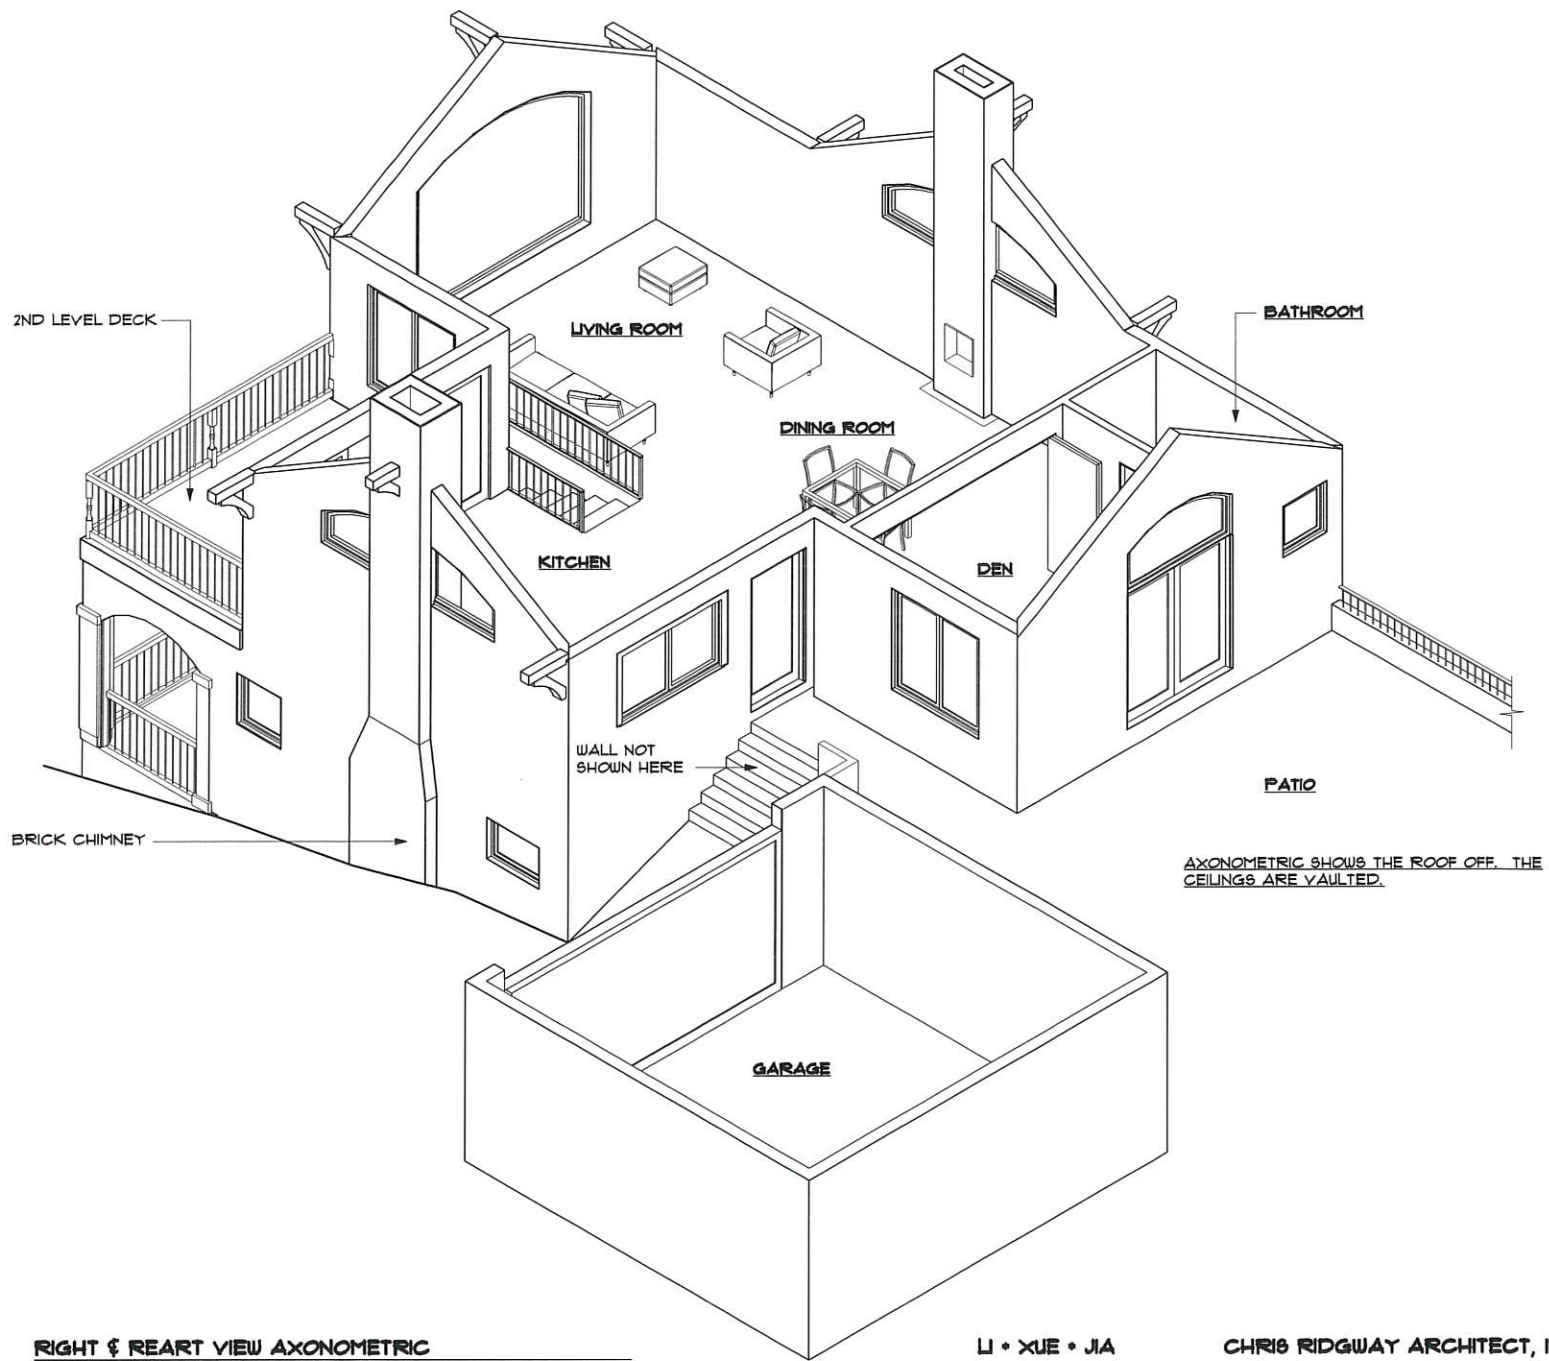 BATHROOM
2ND LEVEL DECK
LIVING ROOM
DINING ROOM
KITCHEN
DEN
WALL NOT
SHOWN HERE
PATIO
BRICK CHIMNEY
AXONOMETRIC SHOWS THE ROOF OFF. THE
CEILINGS ARE VAULTED.
GARAGE
RIGHT & REART VIEW AXONOMETRIC
LI • XUE • JIA
CHRIS RIDGWAY ARCHITECT, I